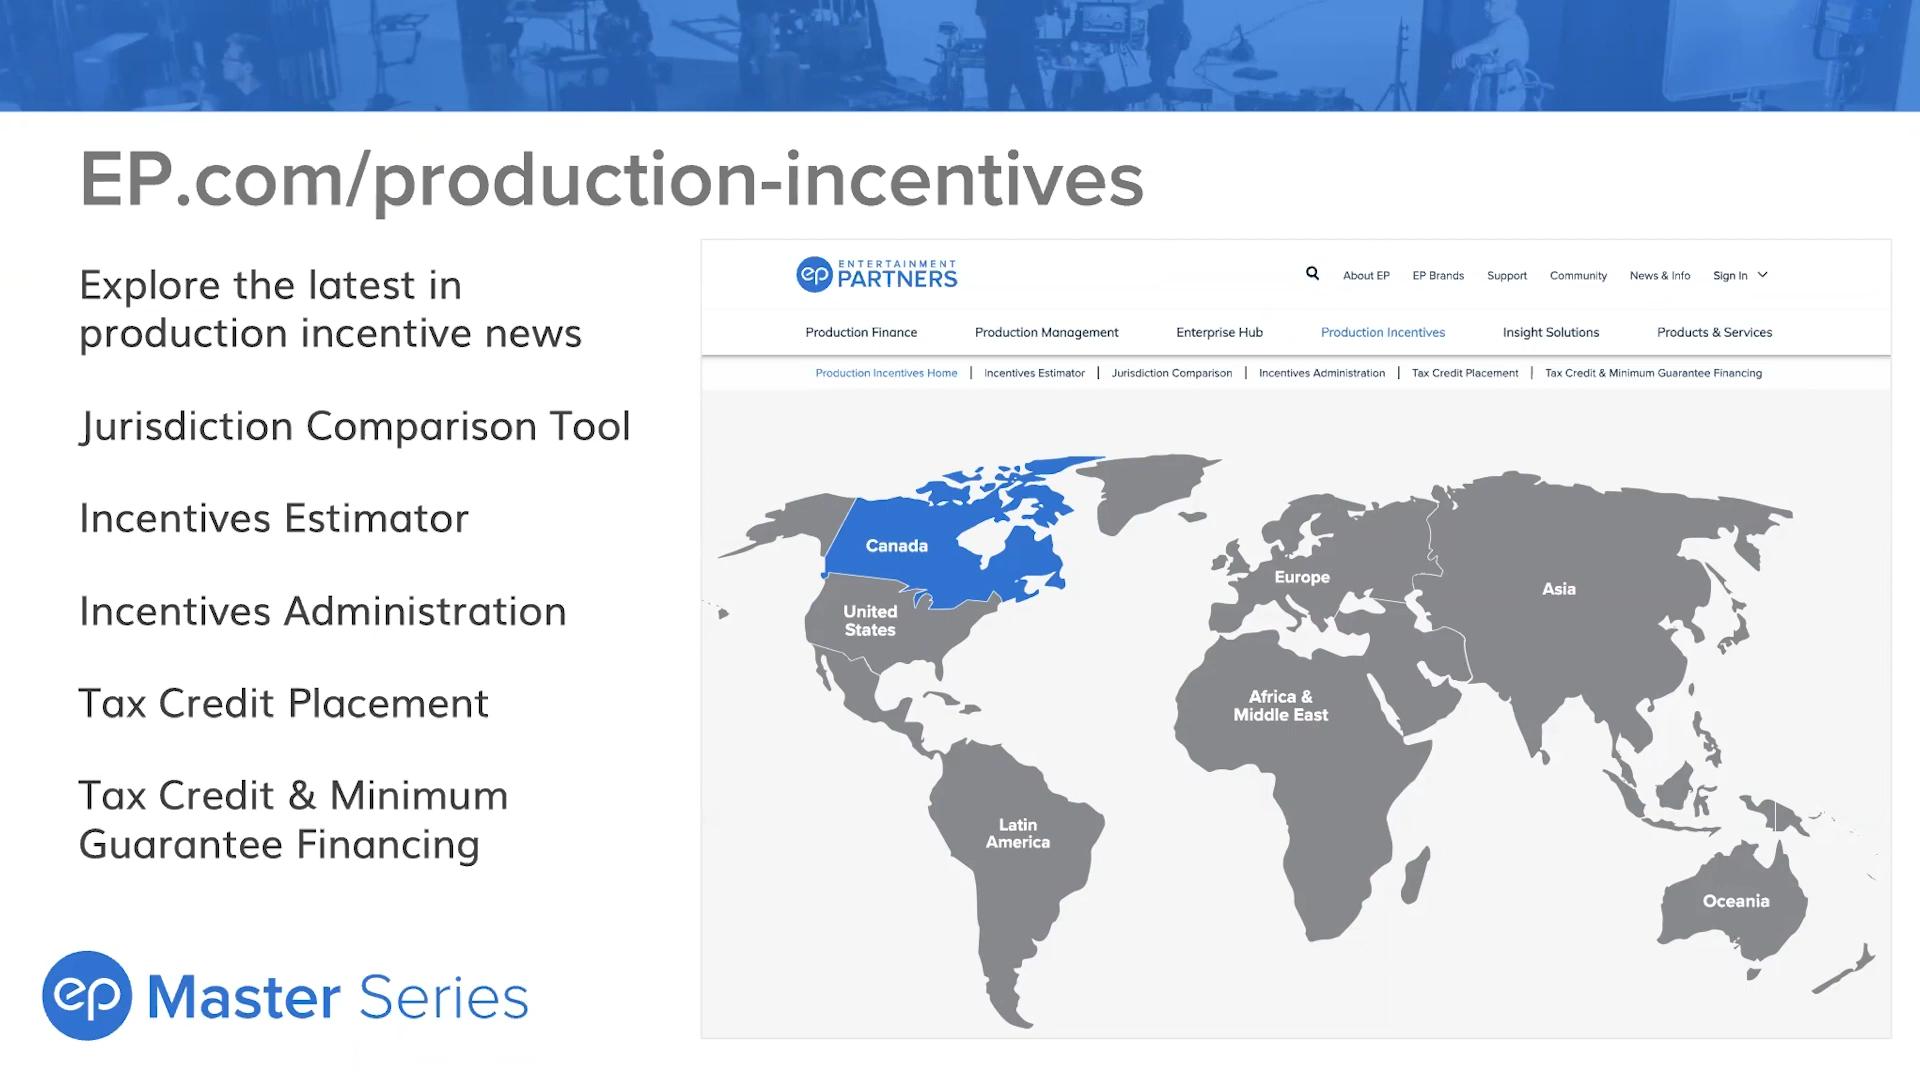 EP.com/production-incentives
Explore the latest in
production incentive news
Jurisdiction Comparison Tool
Incentives Estimator
Incentives Administration
Tax Credit Placement
Tax Credit & Minimum
Guarantee Financing
ep Master Series
ep ENTERTAINMENT
PARTNERS
About EP EP Brands Support Community News & Info Sign In
Production Finance Production Management Enterprise Hub Production Incentives Insight Solutions Products & Services
Production Incentives Home | Incentives Estimator | Jurisdiction Comparison | Incentives Administration | Tax Credit Placement | Tax Credit & Minimum Guarantee Financing
Canada
United
States
Europe
Asia
Africa &
Middle East
Latin
America
Oceania